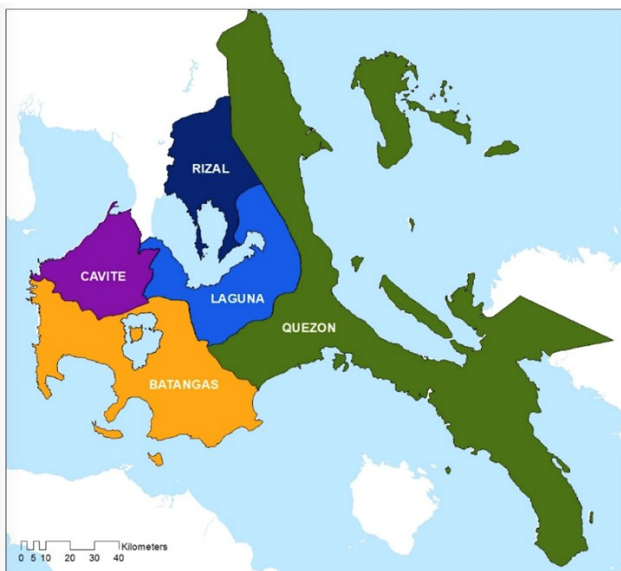 RIZAL
CAVITE
LAGUNA
QUEZON
BATANGAS
Kilometers
0 5 10 20 30 40